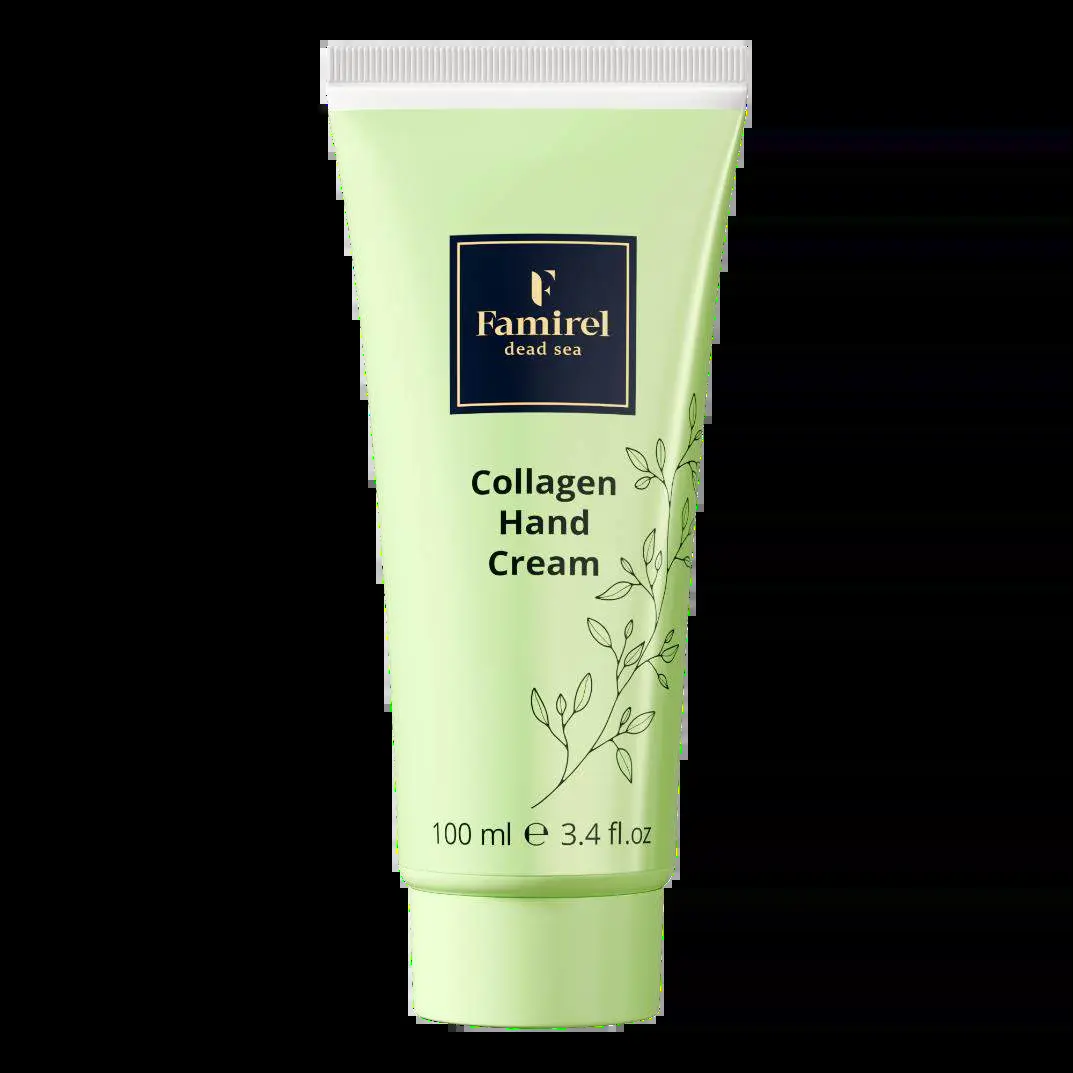 F
Famirel
dead sea
Collagen
Hand
Cream
100 ml ℮ 3.4 fl.oz